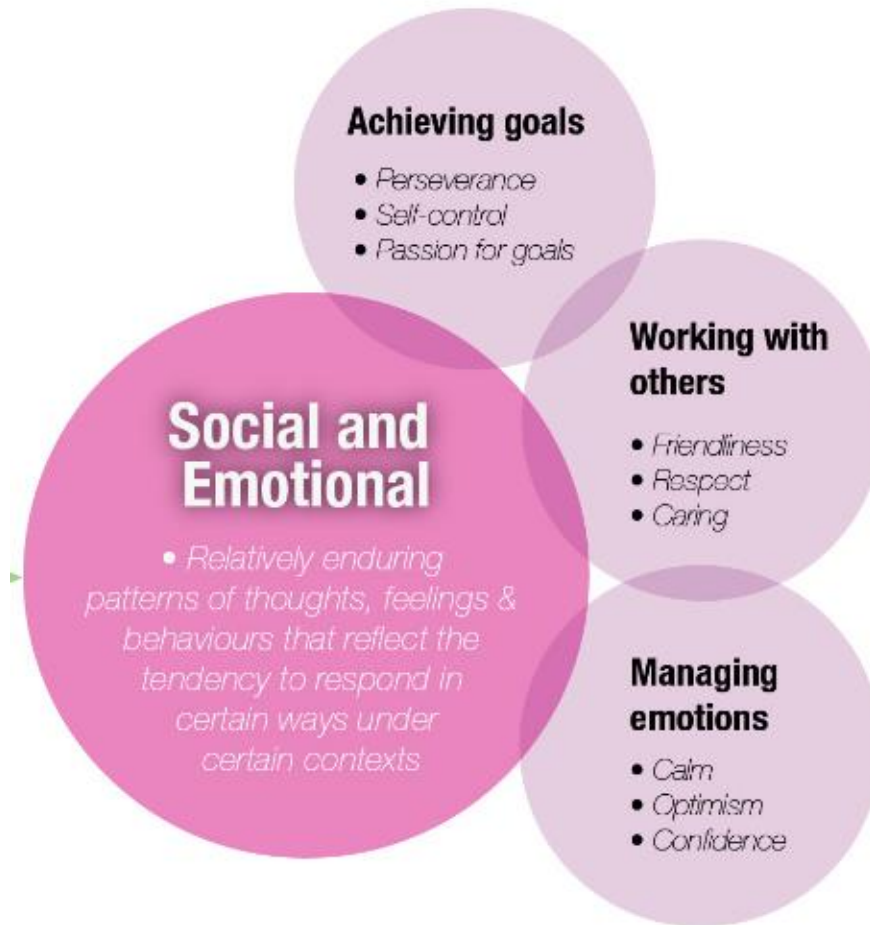 Achieving goals
• Perseverance
• Self-control
• Passion for goals
Working with
others
• Friendliness
• Respect
• Caring
Social and
Emotional
• Relatively enduring
patterns of thoughts, feelings &
behaviours that reflect the
tendency to respond in
certain ways under
certain contexts
Managing
emotions
• Calm
• Optimism
• Confidence